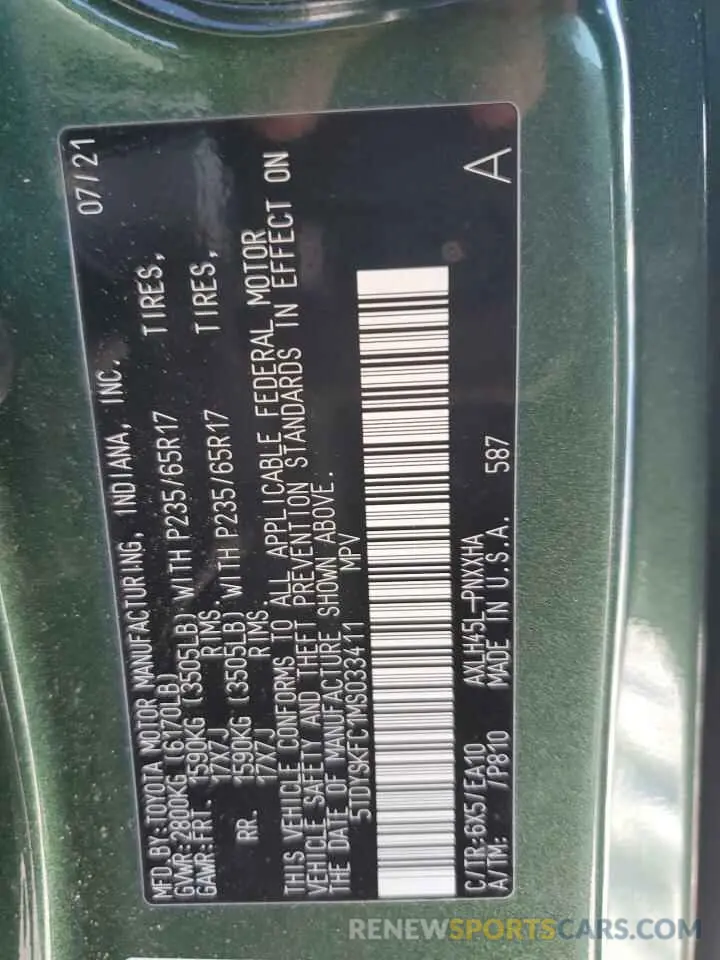 MFD.BY:TOYOTA MOTOR MANUFACTURING, INDIANA, INC. 07/21
GVWR:2800KG (6170LB)
GAWR:FRT. 1590KG (3505LB) WITH P235/65R17 TIRES,
17X7J RIMS.
RR. 1590KG (3505LB) WITH P235/65R17 TIRES,
17X7J RIMS.
THIS VEHICLE CONFORMS TO ALL APPLICABLE FEDERAL MOTOR
VEHICLE SAFETY AND THEFT PREVENTION STANDARDS IN EFFECT ON
THE DATE OF MANUFACTURE SHOWN ABOVE.
5TDYSKFC1MS033411 MPV
C/TR:6X5/EA10 AXLH45L-PNXXHA
A/TM: /P810 MADE IN U.S.A. 587 A
RENEWSPORTSCARS.COM